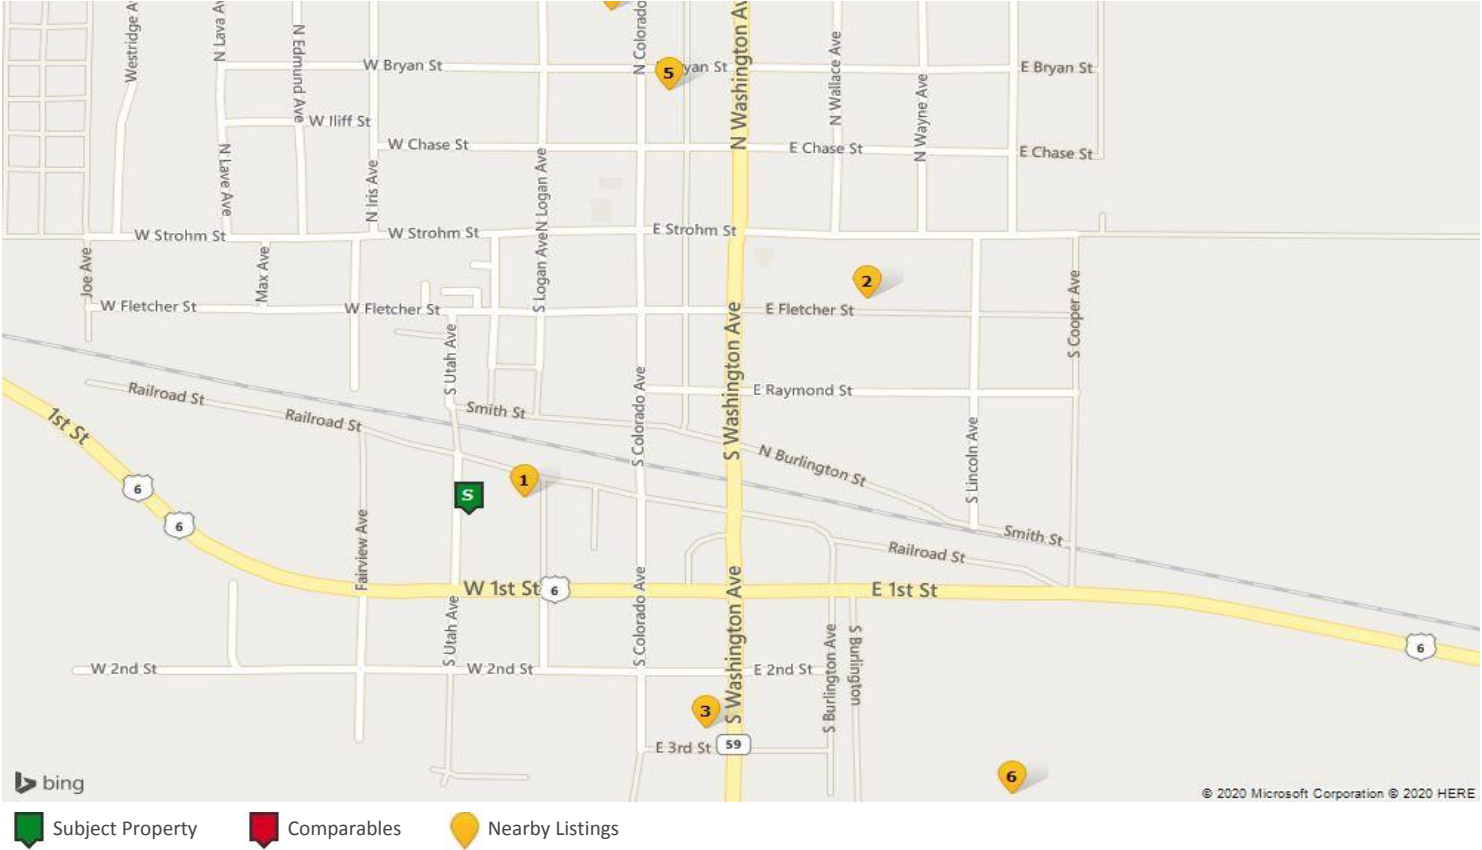 Westridge A
N Lava Av
N Edmund Ave
N Colorado
N Washington Av
W Bryan St
5
yan St
N Wallace Ave
E Bryan St
N Wayne Ave
W Iliff St
W Chase St
E Chase St
E Chase St
N Lave Ave
N Iris Ave
N Logan Ave
W Strohm St
W Strohm St
E Strohm St
Joe Ave
Max Ave
S Logan Ave
2
W Fletcher St
W Fletcher St
E Fletcher St
S Cooper Ave
S Utah Ave
S Washington Ave
Railroad St
Railroad St
Smith St
S Colorado Ave
E Raymond St
1st St
N Burlington St
S Lincoln Ave
6
6
S
1
Fairview Ave
Smith St
Railroad St
W 1st St
6
E 1st St
S Utah Ave
S Colorado Ave
S Washington Ave
S Burlington Ave
S Burlington
6
W 2nd St
W 2nd St
E 2nd St
3
E 3rd St
59
6
bing
© 2020 Microsoft Corporation © 2020 HERE
Subject Property
Comparables
Nearby Listings